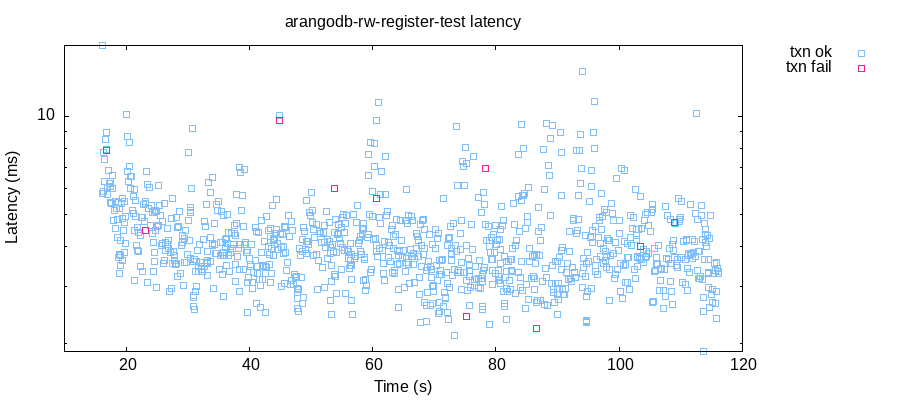 arangodb-rw-register-test latency
txn ok
txn fail
10
Latency (ms)
20 40 60 80 100 120
Time (s)